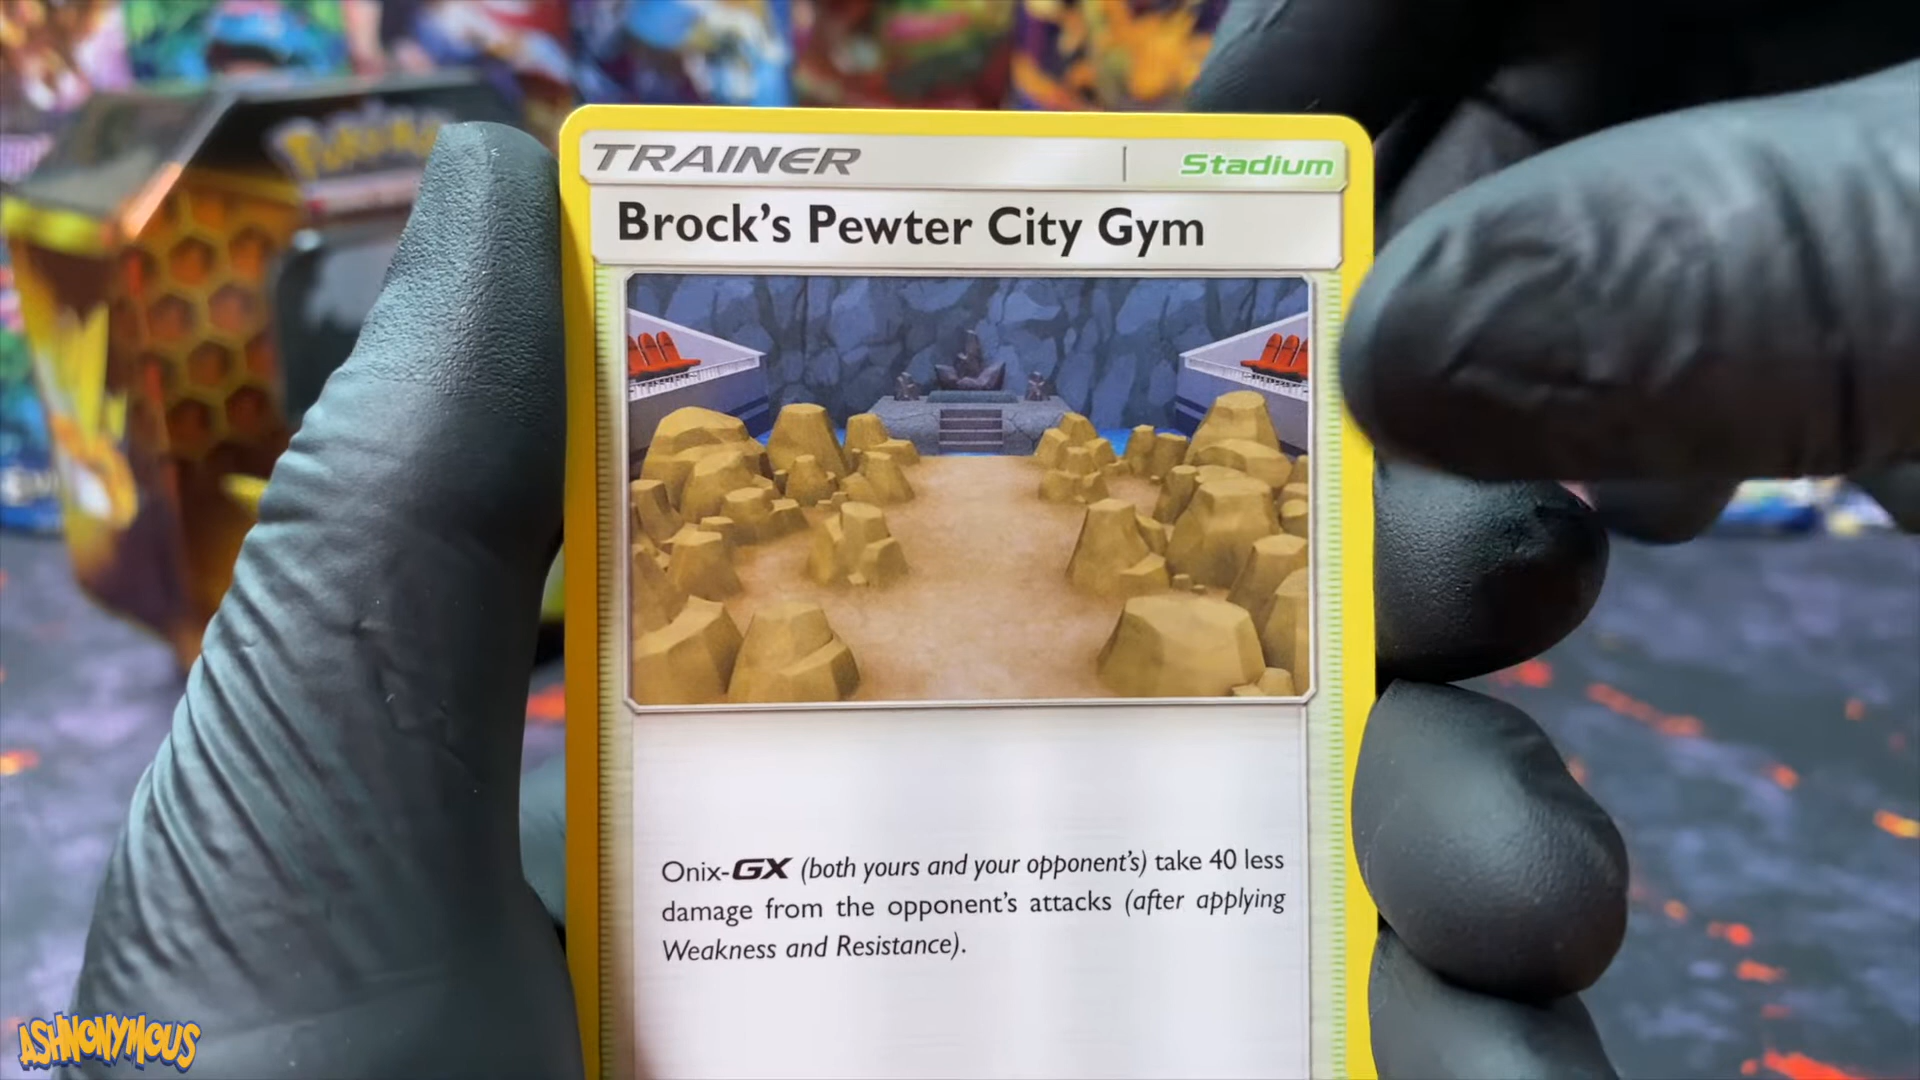 Pokémon
TRAINER | Stadium
Brock's Pewter City Gym
Onix-GX (both yours and your opponent's) take 40 less
damage from the opponent's attacks (after applying
Weakness and Resistance).
ASHNONYMOUS